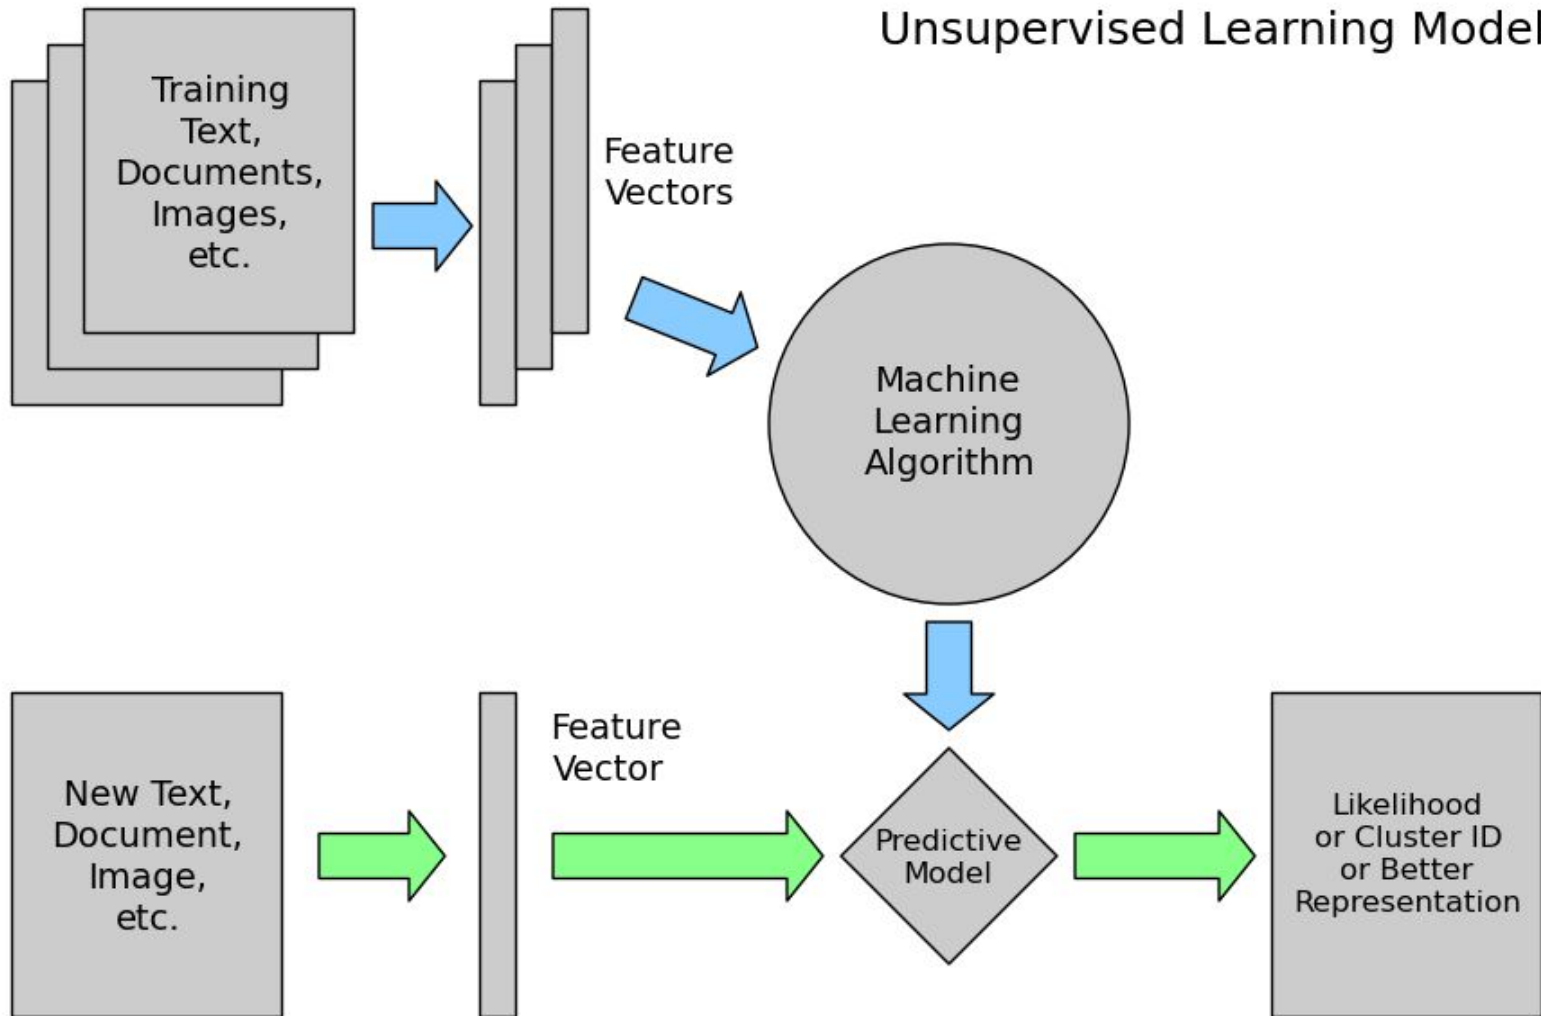 Unsupervised Learning Model
Training
Text,
Documents,
Images,
etc.
Feature
Vectors
Machine
Learning
Algorithm
New Text,
Document,
Image,
etc.
Feature
Vector
Predictive
Model
Likelihood
or Cluster ID
or Better
Representation